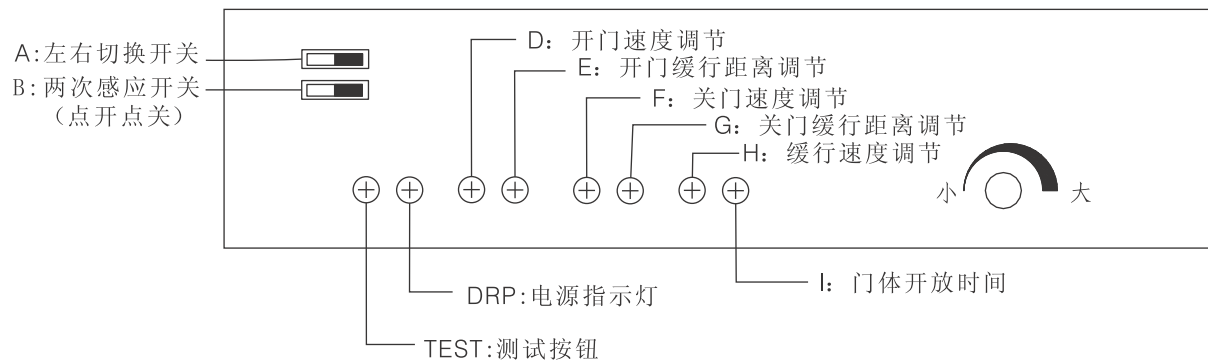 A:左右切换开关
B:两次感应开关
（点开点关）
D：开门速度调节
E：开门缓行距离调节
F：关门速度调节
G：关门缓行距离调节
H：缓行速度调节
小
大
I：门体开放时间
DRP:电源指示灯
TEST:测试按钮